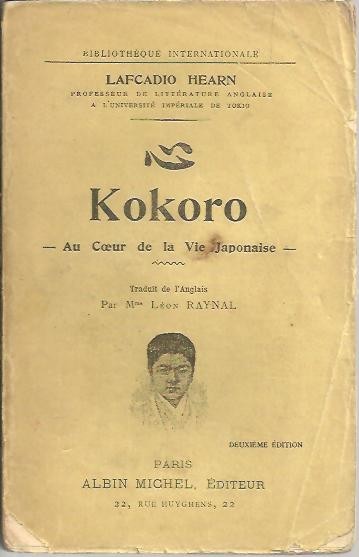 BIBLIOTHÈQUE INTERNATIONALE
LAFCADIO HEARN
PROFESSEUR DE LITTÉRATURE ANGLAISE
A L'UNIVERSITÉ IMPÉRIALE DE TOKIO
心
Kokoro
— Au Cœur de la Vie Japonaise —
Traduit de l'Anglais
Par Mme Léon RAYNAL
DEUXIÈME ÉDITION
PARIS
ALBIN MICHEL, ÉDITEUR
22, RUE HUYGHENS, 22